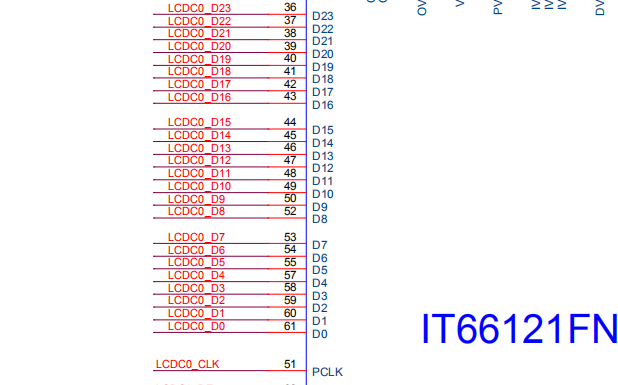 LCDC0_D23 36 D23
LCDC0_D22 37 D22
LCDC0_D21 38 D21
LCDC0_D20 39 D20
LCDC0_D19 40 D19
LCDC0_D18 41 D18
LCDC0_D17 42 D17
LCDC0_D16 43 D16
LCDC0_D15 44 D15
LCDC0_D14 45 D14
LCDC0_D13 46 D13
LCDC0_D12 47 D12
LCDC0_D11 48 D11
LCDC0_D10 49 D10
LCDC0_D9 50 D9
LCDC0_D8 52 D8
LCDC0_D7 53 D7
LCDC0_D6 54 D6
LCDC0_D5 55 D5
LCDC0_D4 57 D4
LCDC0_D3 58 D3
LCDC0_D2 59 D2
LCDC0_D1 60 D1
LCDC0_D0 61 D0
IT66121FN
LCDC0_CLK 51 PCLK